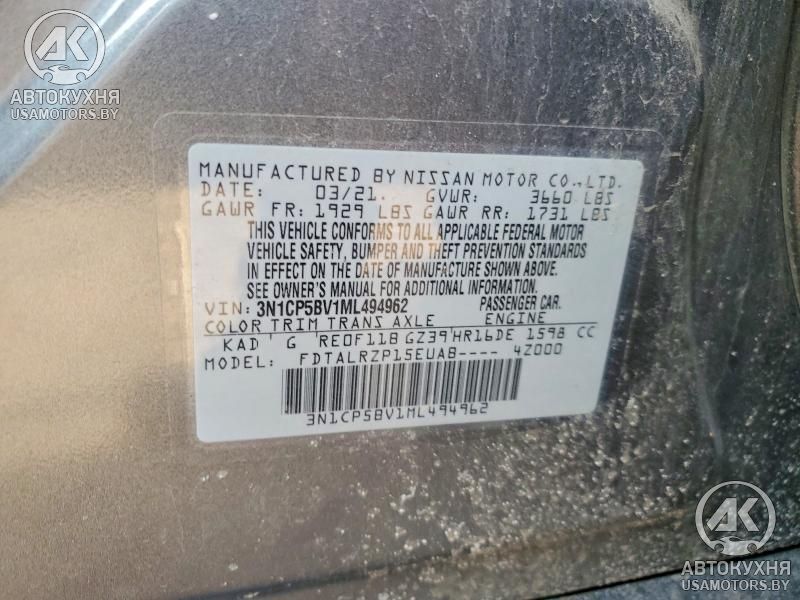 AK
АВТОКУХНЯ
USAMOTORS.BY
MANUFACTURED BY NISSAN MOTOR CO.,LTD.
DATE: 03/21. GVWR: 3660 LBS
GAWR FR: 1929 LBS GAWR RR: 1731 LBS
THIS VEHICLE CONFORMS TO ALL APPLICABLE FEDERAL MOTOR
VEHICLE SAFETY, BUMPER AND THEFT PREVENTION STANDARDS
IN EFFECT ON THE DATE OF MANUFACTURE SHOWN ABOVE.
SEE OWNER'S MANUAL FOR ADDITIONAL INFORMATION.
VIN: 3N1CP5BV1ML494962 PASSENGER CAR.
COLOR TRIM TRANS AXLE ENGINE
KAD ' G 'RE0F11B GZ39'HR16DE 1598 CC
MODEL: FDTALRZP15EUAB---- 4Z000
3N1CP5BV1ML494962
AK
АВТОКУХНЯ
USAMOTORS.BY